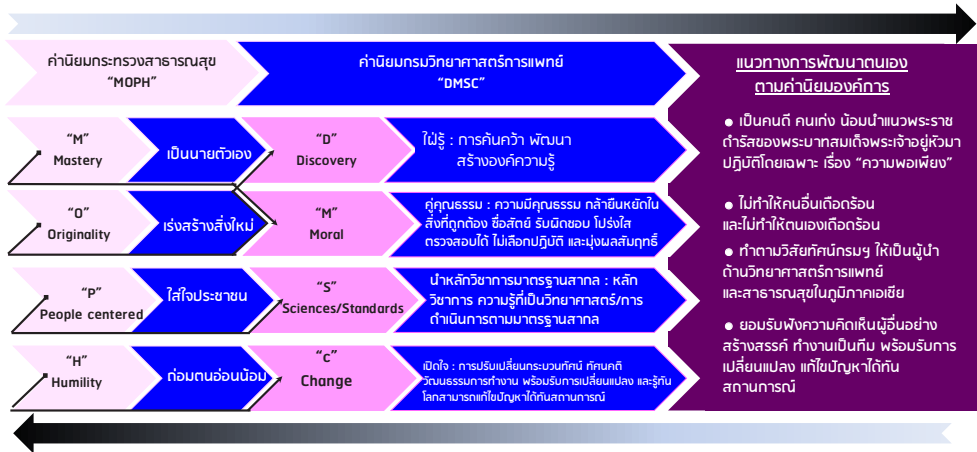 ค่านิยมกระทรวงสาธารณสุข
“MOPH”
ค่านิยมกรมวิทยาศาสตร์การแพทย์
“DMSC”
“M”
Mastery
เป็นนายตัวเอง
“D”
Discovery
ใฝ่รู้ : การค้นคว้า พัฒนา
สร้างองค์ความรู้
“O”
Originality
เร่งสร้างสิ่งใหม่
“M”
Moral
คู่คุณธรรม : ความมีคุณธรรม กล้ายืนหยัดใน
สิ่งที่ถูกต้อง ซื่อสัตย์ รับผิดชอบ โปร่งใส
ตรวจสอบได้ ไม่เลือกปฏิบัติ และมุ่งผลสัมฤทธิ์
“P”
People centered
ใส่ใจประชาชน
“S”
Sciences/Standards
นำหลักวิชาการมาตรฐานสากล : หลัก
วิชาการ ความรู้ที่เป็นวิทยาศาสตร์/การ
ดำเนินการตามมาตรฐานสากล
“H”
Humility
ถ่อมตนอ่อนน้อม
“C”
Change
เปิดใจ : การปรับเปลี่ยนกระบวนทัศน์ ทัศนคติ
วัฒนธรรมการทำงาน พร้อมรับการเปลี่ยนแปลง และรู้ทัน
โลกสามารถแก้ไขปัญหาได้ทันสถานการณ์
แนวทางการพัฒนาตนเอง
ตามค่านิยมองค์การ
● เป็นคนดี คนเก่ง น้อมนำแนวพระราช
ดำรัสของพระบาทสมเด็จพระเจ้าอยู่หัวมา
ปฏิบัติโดยเฉพาะ เรื่อง “ความพอเพียง”
● ไม่ทำให้คนอื่นเดือดร้อน
และไม่ทำให้ตนเองเดือดร้อน
● ทำตามวิสัยทัศน์กรมฯ ให้เป็นผู้นำ
ด้านวิทยาศาสตร์การแพทย์
และสาธารณสุขในภูมิภาคเอเชีย
● ยอมรับฟังความคิดเห็นผู้อื่นอย่าง
สร้างสรรค์ ทำงานเป็นทีม พร้อมรับการ
เปลี่ยนแปลง แก้ไขปัญหาได้ทัน
สถานการณ์